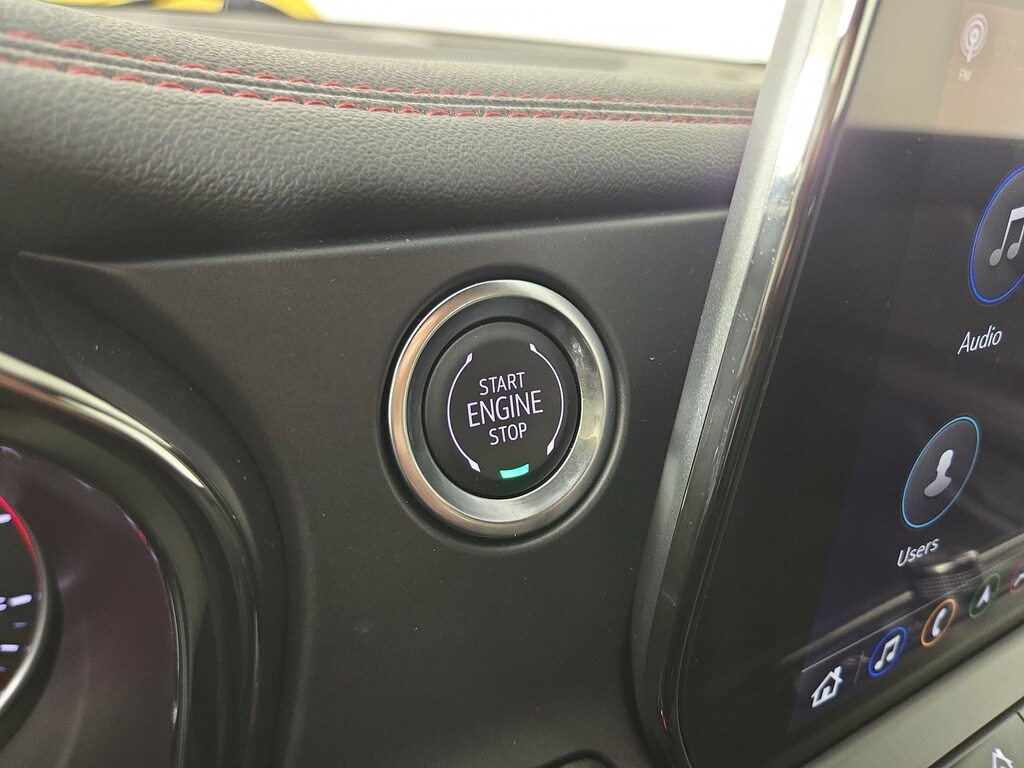 FM
START
ENGINE
STOP
Audio
Users